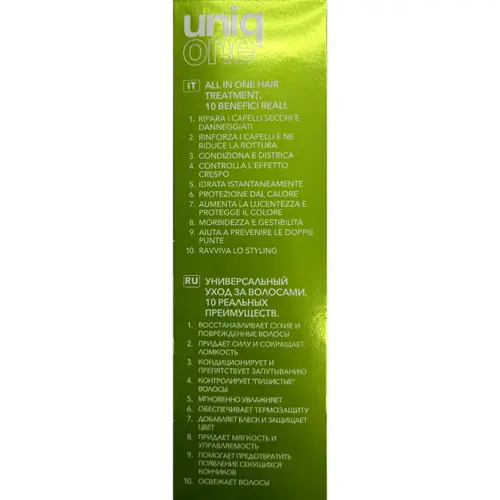 uniq
one
IT ALL IN ONE HAIR
TREATMENT.
10 BENEFICI REALI.
1. RIPARA I CAPELLI SECCHI E
DANNEGGIATI
2. RINFORZA I CAPELLI E NE
RIDUCE LA ROTTURA
3. CONDIZIONA E DISTRICA
4. CONTROLLA L'EFFETTO
CRESPO
5. IDRATA ISTANTANEAMENTE
6. PROTEZIONE DAL CALORE
7. AUMENTA LA LUCENTEZZA E
PROTEGGE IL COLORE
8. MORBIDEZZA E GESTIBILITÀ
9. AIUTA A PREVENIRE LE DOPPIE
PUNTE
10. RAVVIVA LO STYLING
RU УНИВЕРСАЛЬНЫЙ
УХОД ЗА ВОЛОСАМИ.
10 РЕАЛЬНЫХ
ПРЕИМУЩЕСТВ.
1. ВОССТАНАВЛИВАЕТ СУХИЕ И
ПОВРЕЖДЕННЫЕ ВОЛОСЫ
2. ПРИДАЕТ СИЛУ И СОКРАЩАЕТ
ЛОМКОСТЬ
3. КОНДИЦИОНИРУЕТ И
ПРЕПЯТСТВУЕТ ЗАПУТЫВАНИЮ
4. КОНТРОЛИРУЕТ "ПУШИСТЫЕ"
ВОЛОСЫ
5. МГНОВЕННО УВЛАЖНЯЕТ
6. ОБЕСПЕЧИВАЕТ ТЕРМОЗАЩИТУ
7. ДОБАВЛЯЕТ БЛЕСК И ЗАЩИЩАЕТ
ЦВЕТ
8. ПРИДАЕТ МЯГКОСТЬ И
УПРАВЛЯЕМОСТЬ
9. ПОМОГАЕТ ПРЕДОТВРАТИТЬ
ПОЯВЛЕНИЕ СЕКУЩИХСЯ
КОНЧИКОВ
10. ОСВЕЖАЕТ ВОЛОСЫ